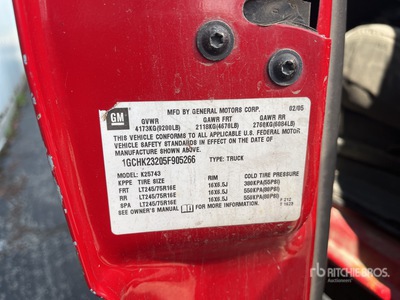 GM
MFD BY GENERAL MOTORS CORP. 02/05
GVWR GAWR FRT GAWR RR
4173KG(9200LB) 2118KG(4670LB) 2760KG(6084LB)
THIS VEHICLE CONFORMS TO ALL APPLICABLE U.S. FEDERAL MOTOR
VEHICLE SAFETY STANDARDS IN EFFECT ON THE DATE OF
MANUFACTURE SHOWN ABOVE.
1GCHK23205F905266 TYPE: TRUCK
MODEL: K25743
KPPE TIRE SIZE RIM COLD TIRE PRESSURE
FRT LT245/75R16E 16X6.5J 380KPA(55PSI)
RR LT245/75R16E 16X6.5J 550KPA(80PSI)
SPA LT245/75R16E 16X6.5J 550KPA(80PSI)
SEE OWNER'S MANUAL FOR MORE INFORMATION.
rb
RITCHIE BROS.